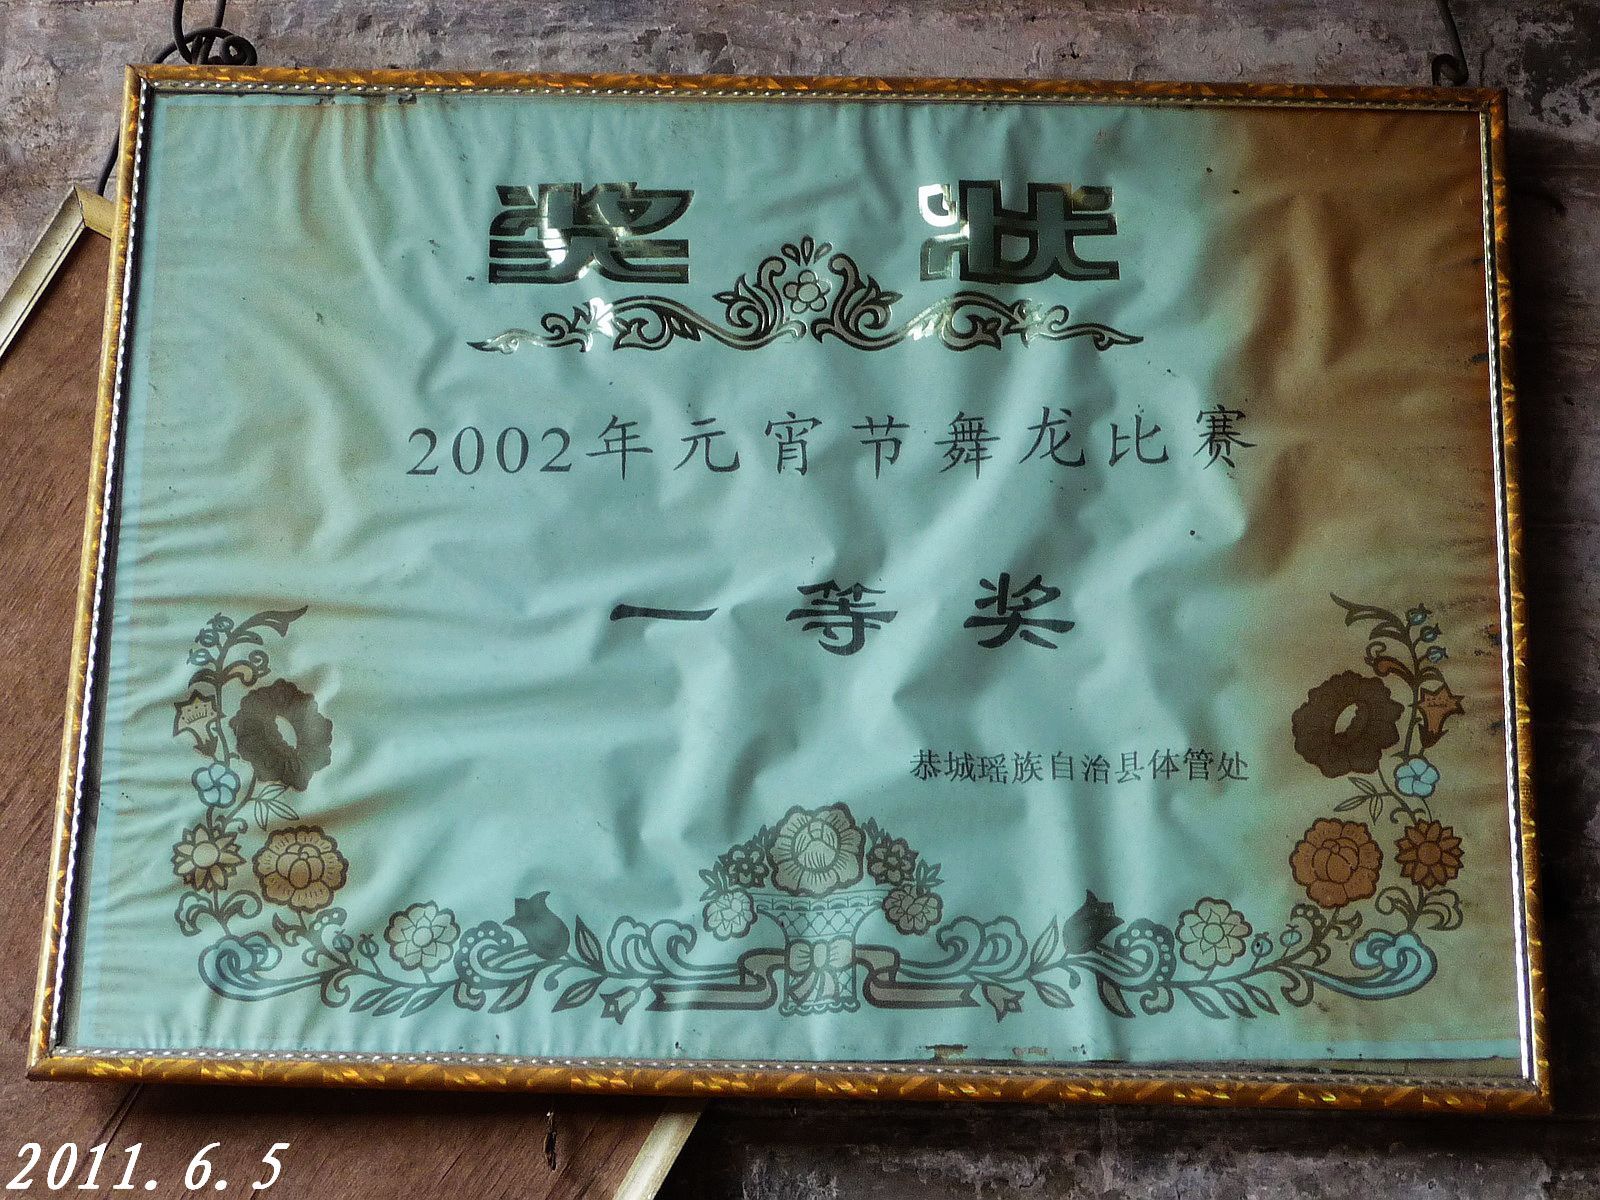 奖状
2002年元宵节舞龙比赛
一等奖
恭城瑶族自治县体管处
2011.6.5